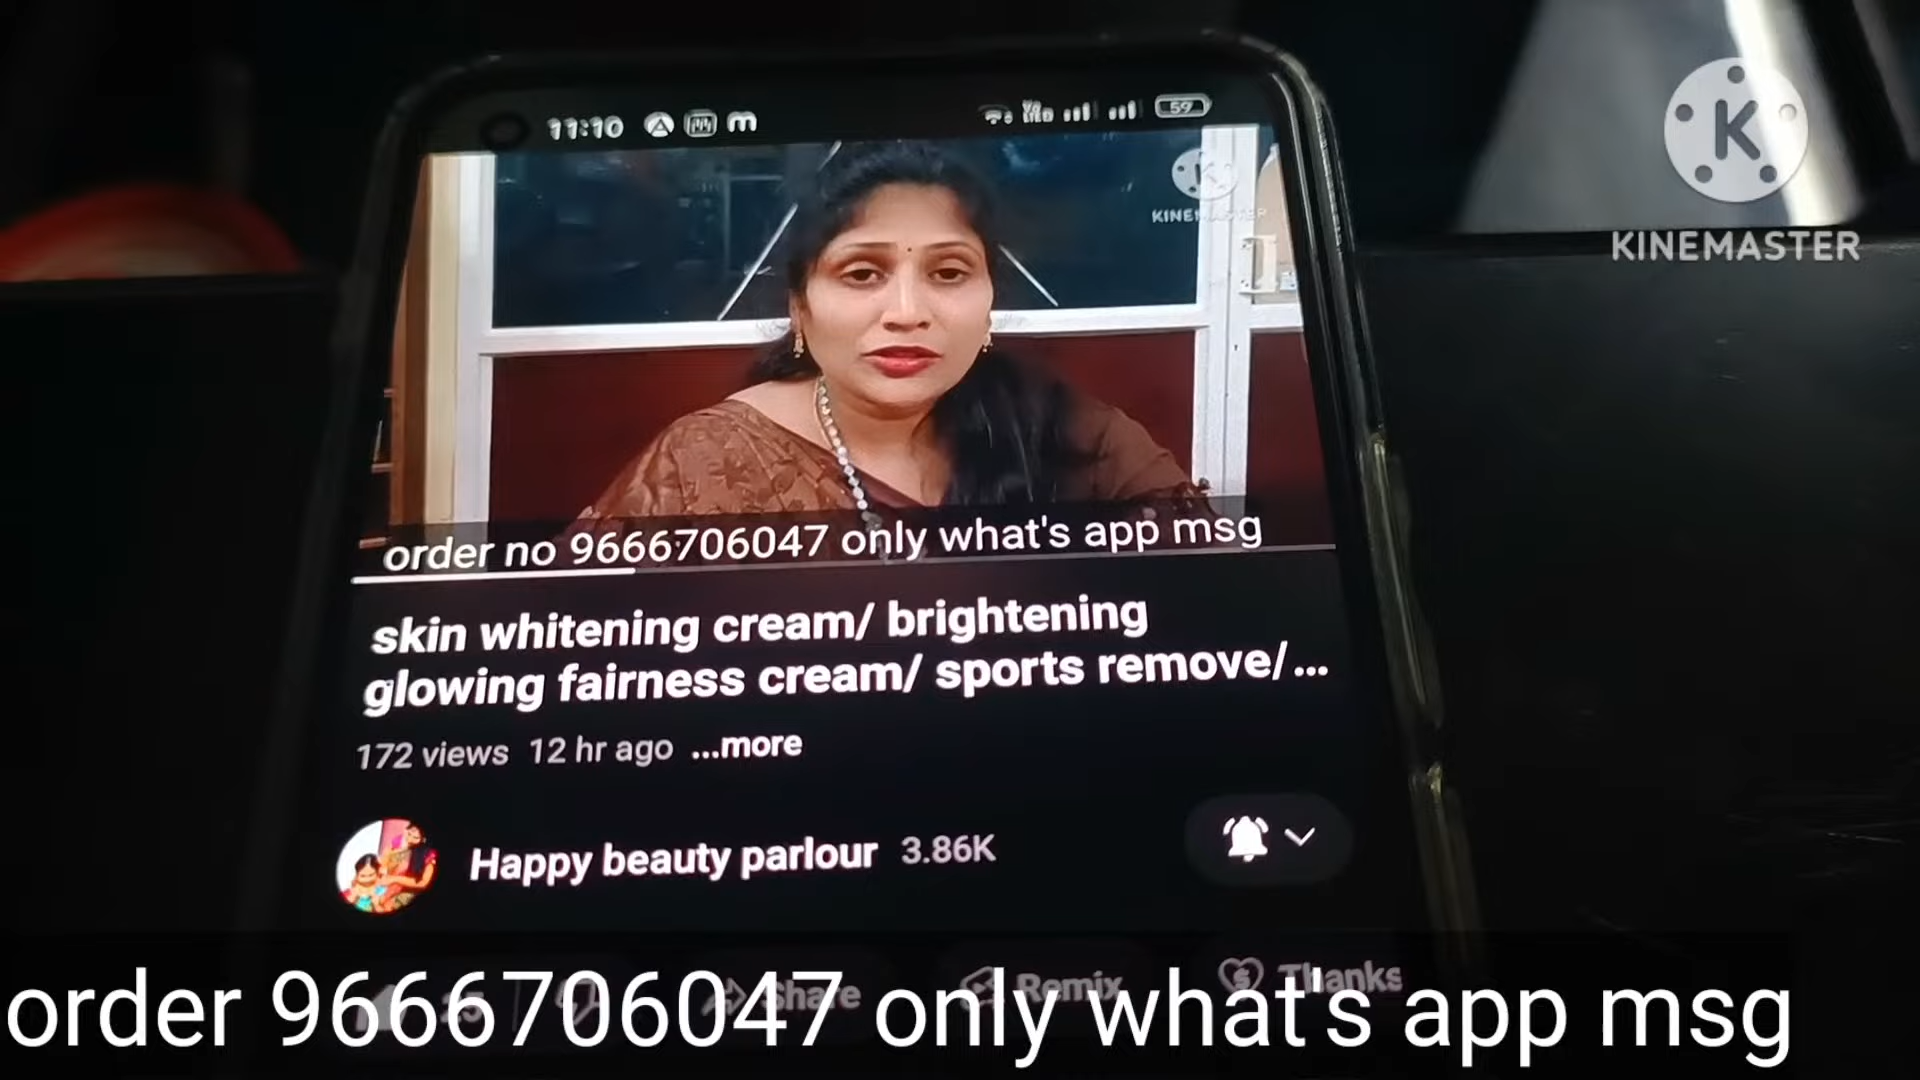 11:10
59
KINEMASTER
KINEMASTER
order no 9666706047 only what's app msg
skin whitening cream/ brightening
glowing fairness cream/ sports remove/...
172 views 12 hr ago ...more
Happy beauty parlour 3.86K
Share Remix Thanks
order 9666706047 only what's app msg